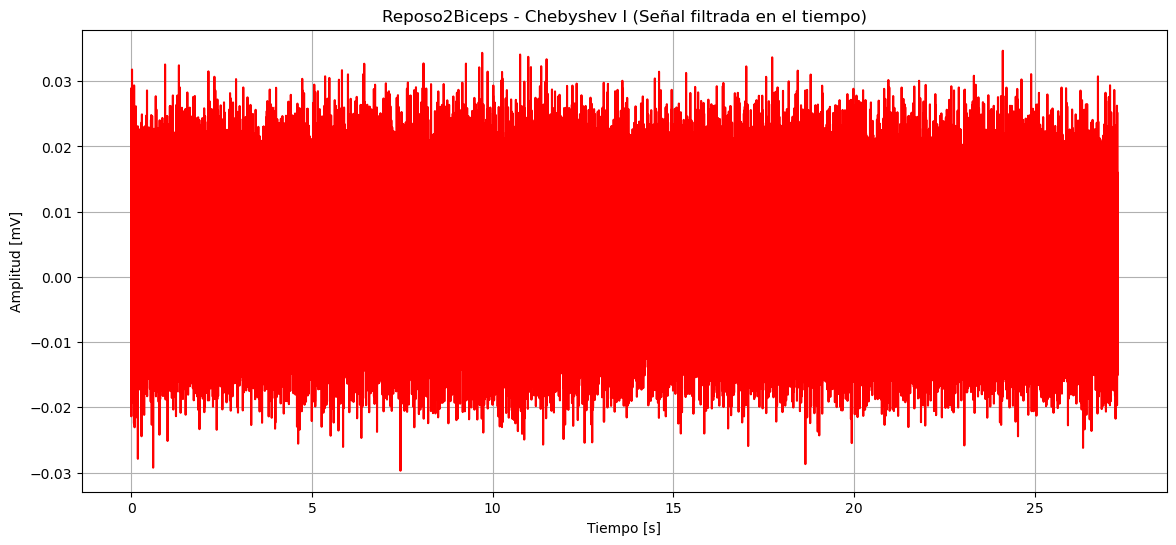 Reposo2Biceps - Chebyshev I (Señal filtrada en el tiempo)
Amplitud [mV]
0.03
0.02
0.01
0.00
−0.01
−0.02
−0.03
0 5 10 15 20 25
Tiempo [s]